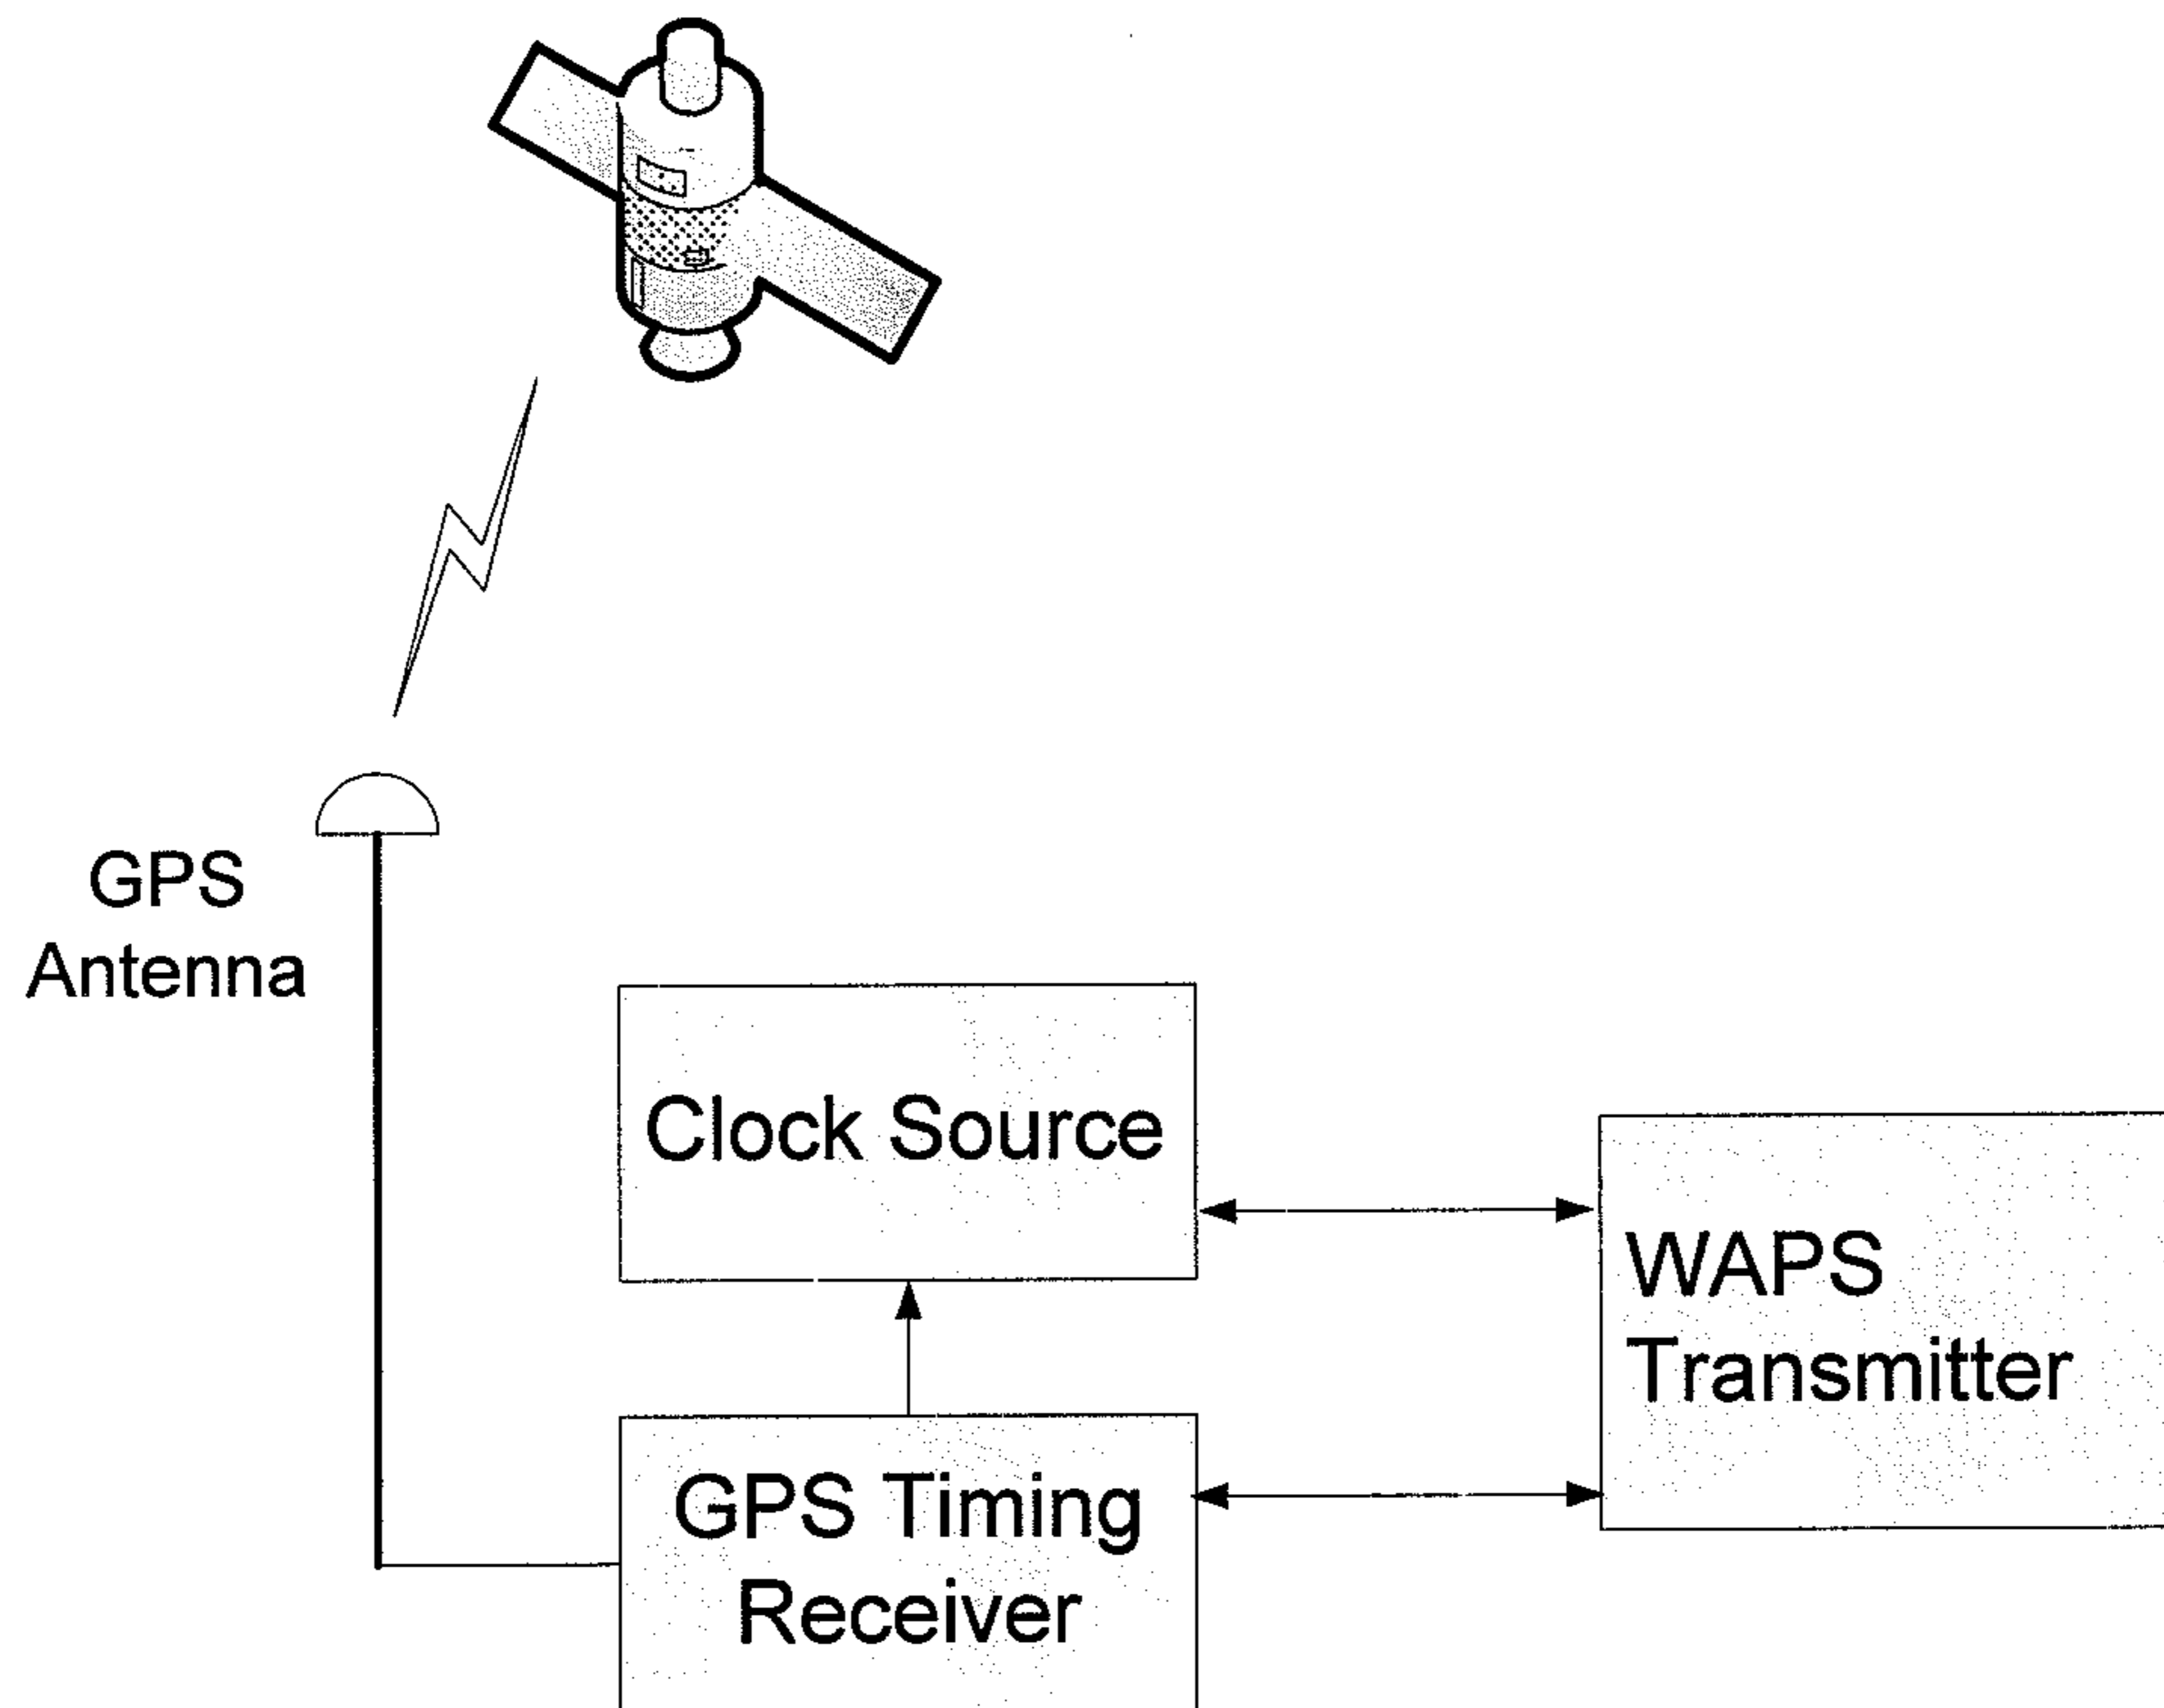 GPS
Antenna
Clock Source
WAPS
Transmitter
GPS Timing
Receiver